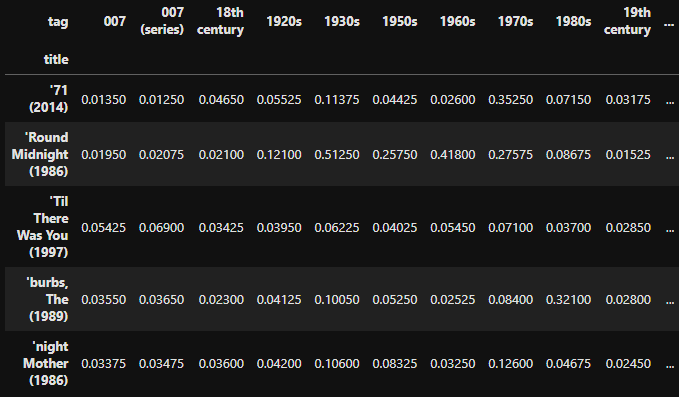 tag 007 007 (series) 18th century 1920s 1930s 1950s 1960s 1970s 1980s 19th century ...
title
'71 (2014) 0.01350 0.01250 0.04650 0.05525 0.11375 0.04425 0.02600 0.35250 0.07150 0.03175 ...
'Round Midnight (1986) 0.01950 0.02075 0.02100 0.12100 0.51250 0.25750 0.41800 0.27575 0.08675 0.01525 ...
'Til There Was You (1997) 0.05425 0.06900 0.03425 0.03950 0.06225 0.04025 0.05450 0.07100 0.03700 0.02850 ...
'burbs, The (1989) 0.03550 0.03650 0.02300 0.04125 0.10050 0.05250 0.02525 0.08400 0.32100 0.02800 ...
'night Mother (1986) 0.03375 0.03475 0.03600 0.04200 0.10600 0.08325 0.03250 0.12600 0.04675 0.02450 ...